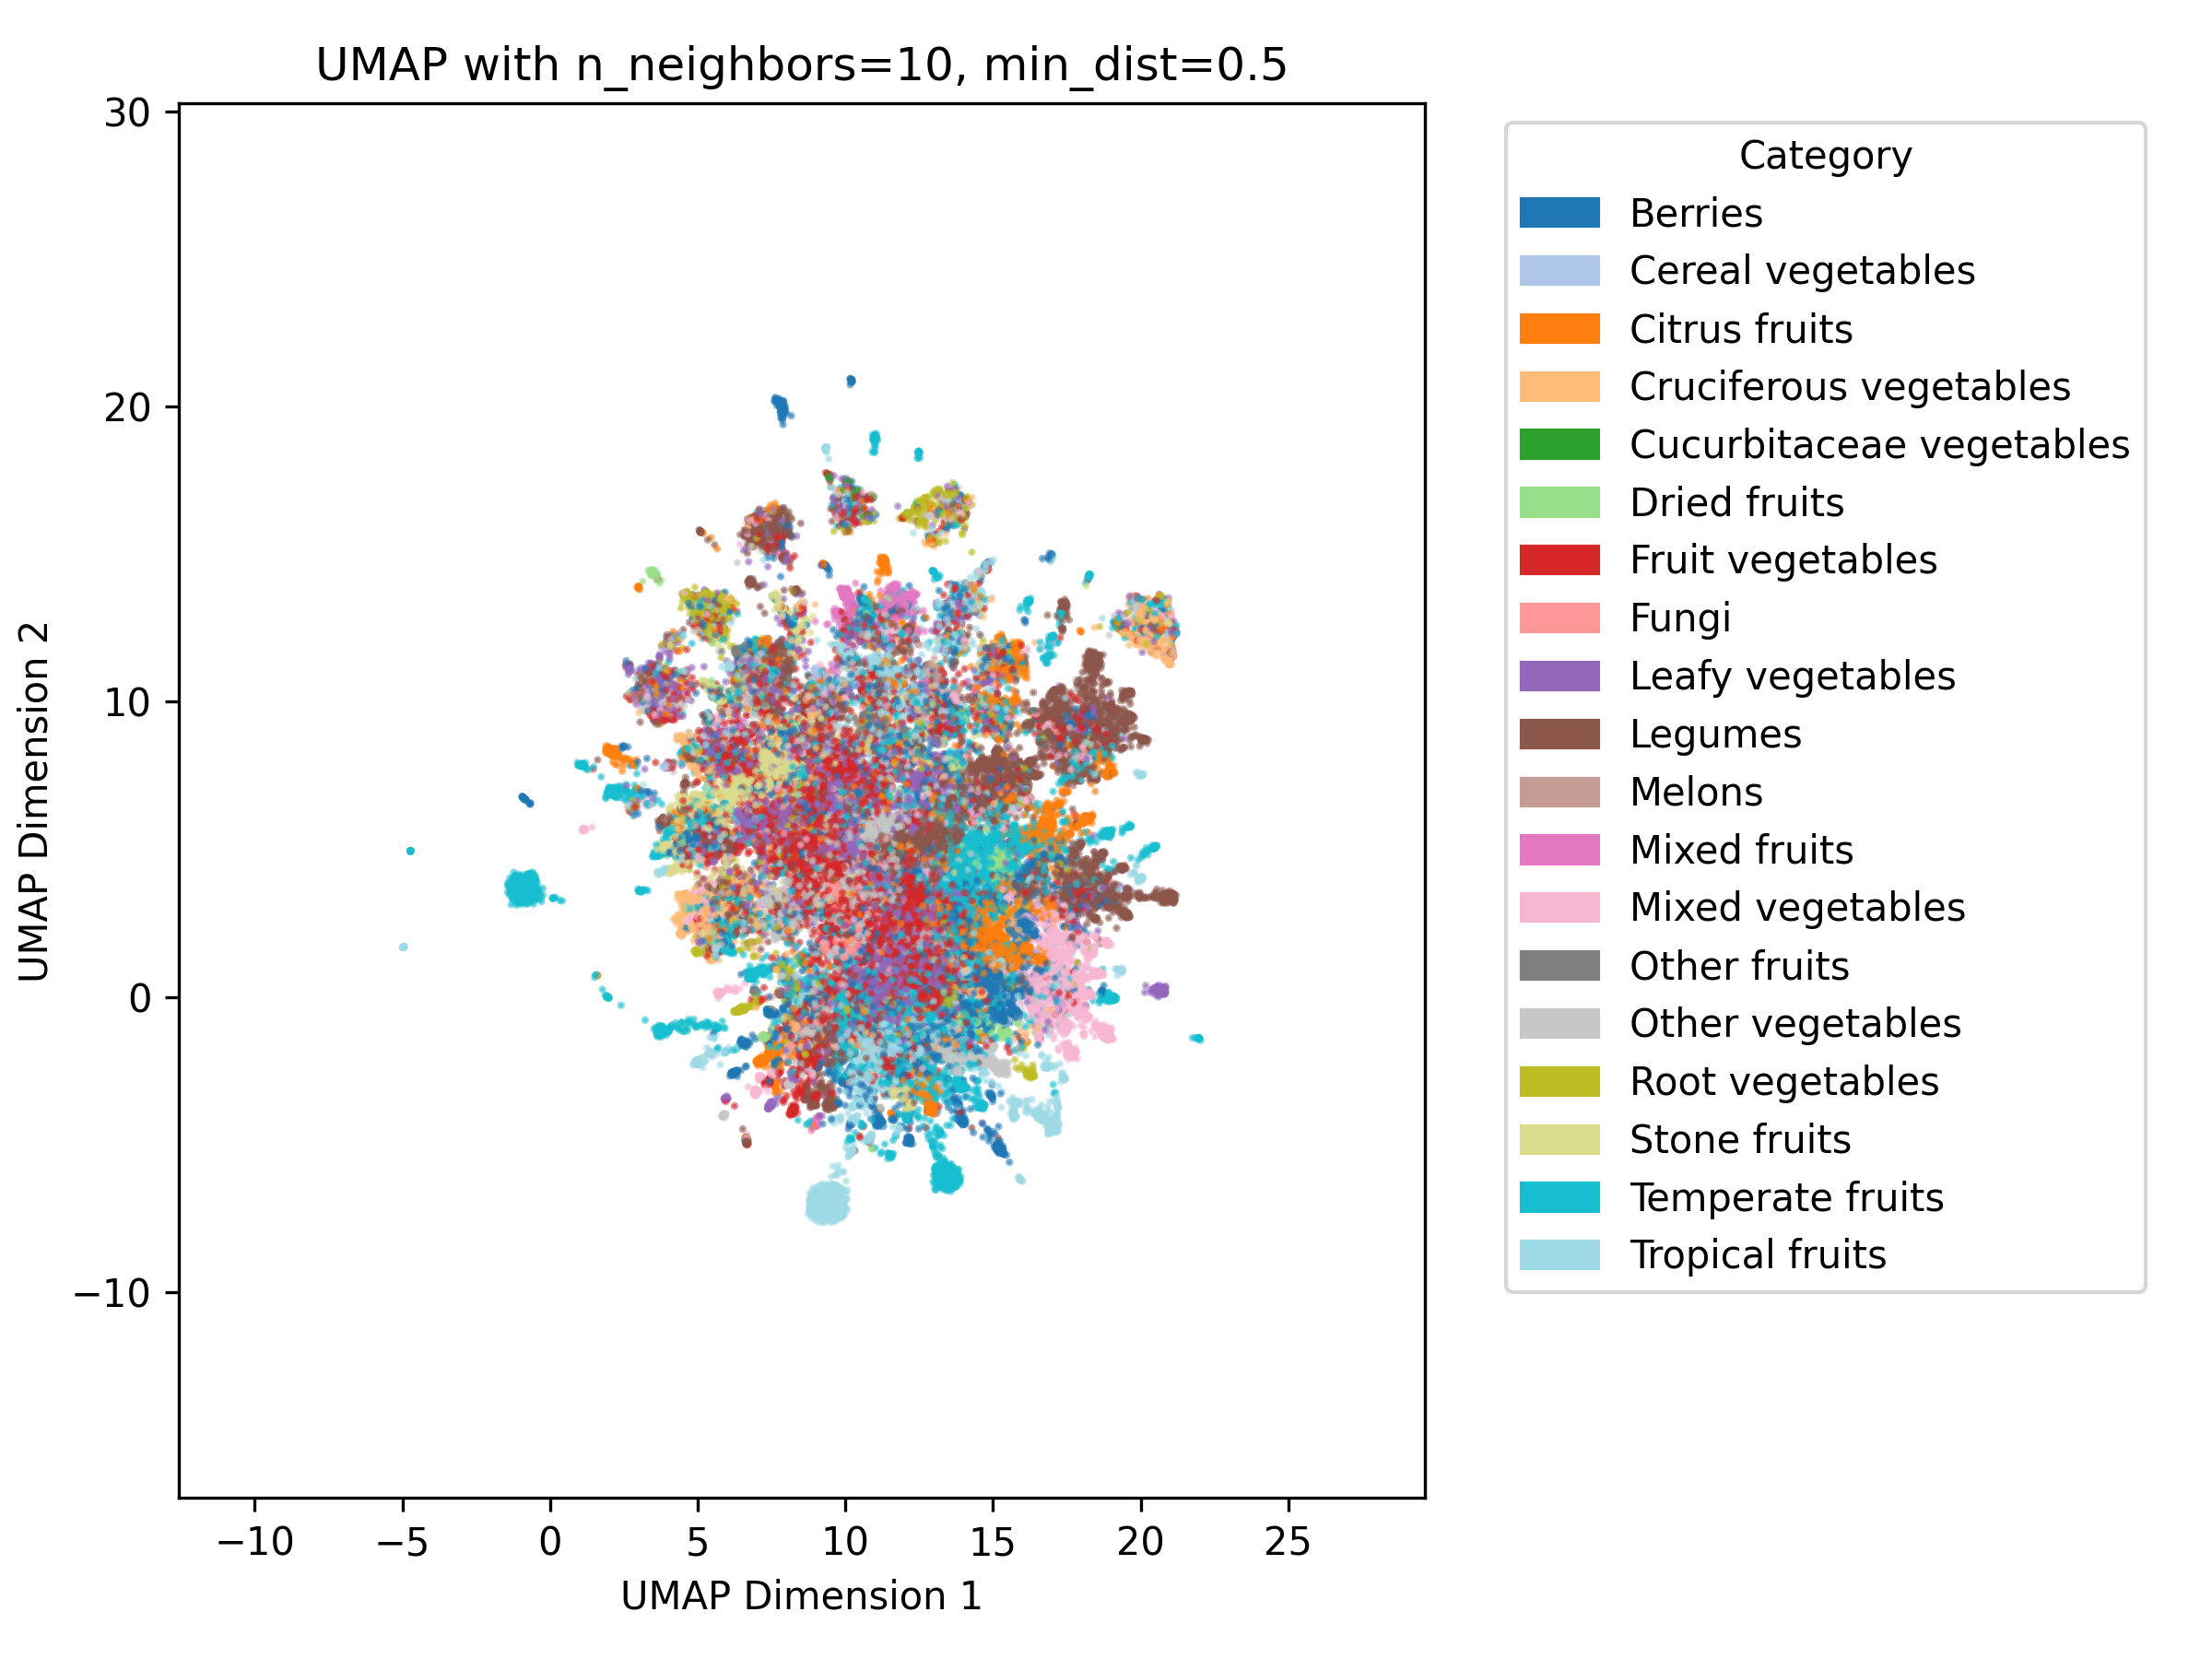 UMAP with n_neighbors=10, min_dist=0.5
30
20
10
0
−10
UMAP Dimension 2
−10
−5
0
5
10
15
20
25
UMAP Dimension 1
Category
Berries
Cereal vegetables
Citrus fruits
Cruciferous vegetables
Cucurbitaceae vegetables
Dried fruits
Fruit vegetables
Fungi
Leafy vegetables
Legumes
Melons
Mixed fruits
Mixed vegetables
Other fruits
Other vegetables
Root vegetables
Stone fruits
Temperate fruits
Tropical fruits